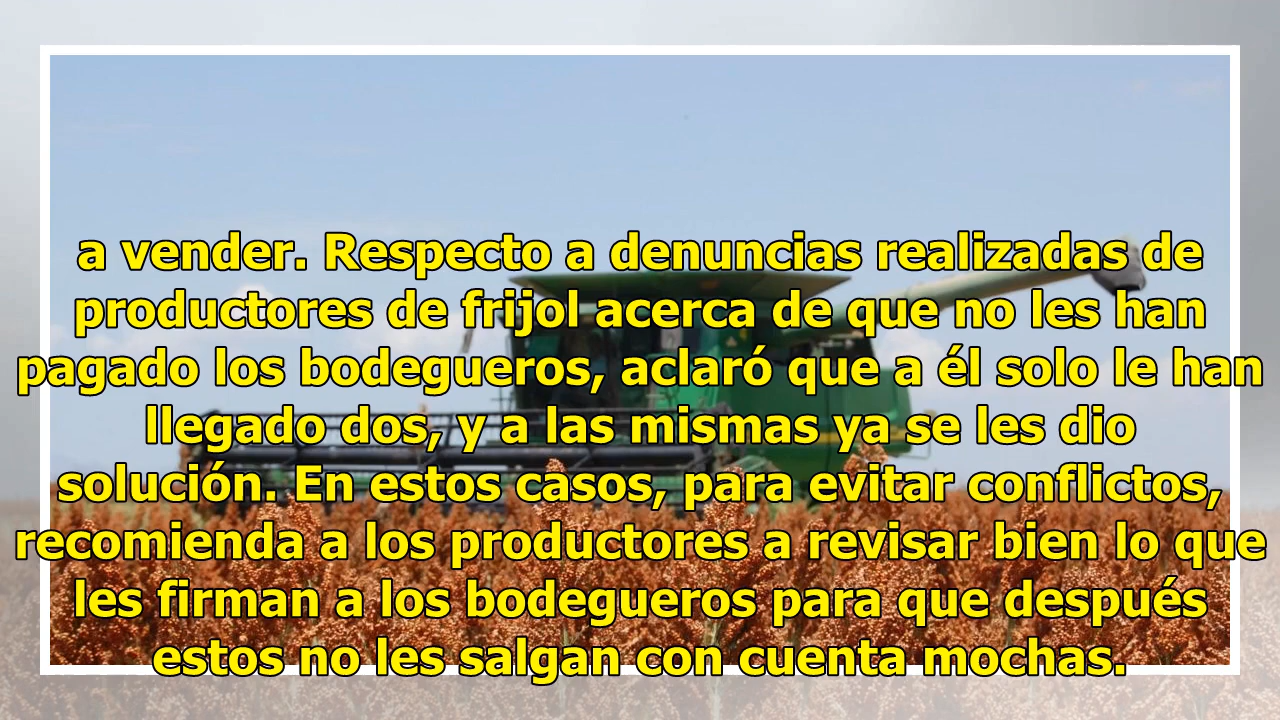 a vender. Respecto a denuncias realizadas de
productores de frijol acerca de que no les han
pagado los bodegueros, aclaró que a él solo le han
llegado dos, y a las mismas ya se les dio
solución. En estos casos, para evitar conflictos,
recomienda a los productores a revisar bien lo que
les firman a los bodegueros para que después
estos no les salgan con cuenta mochas.